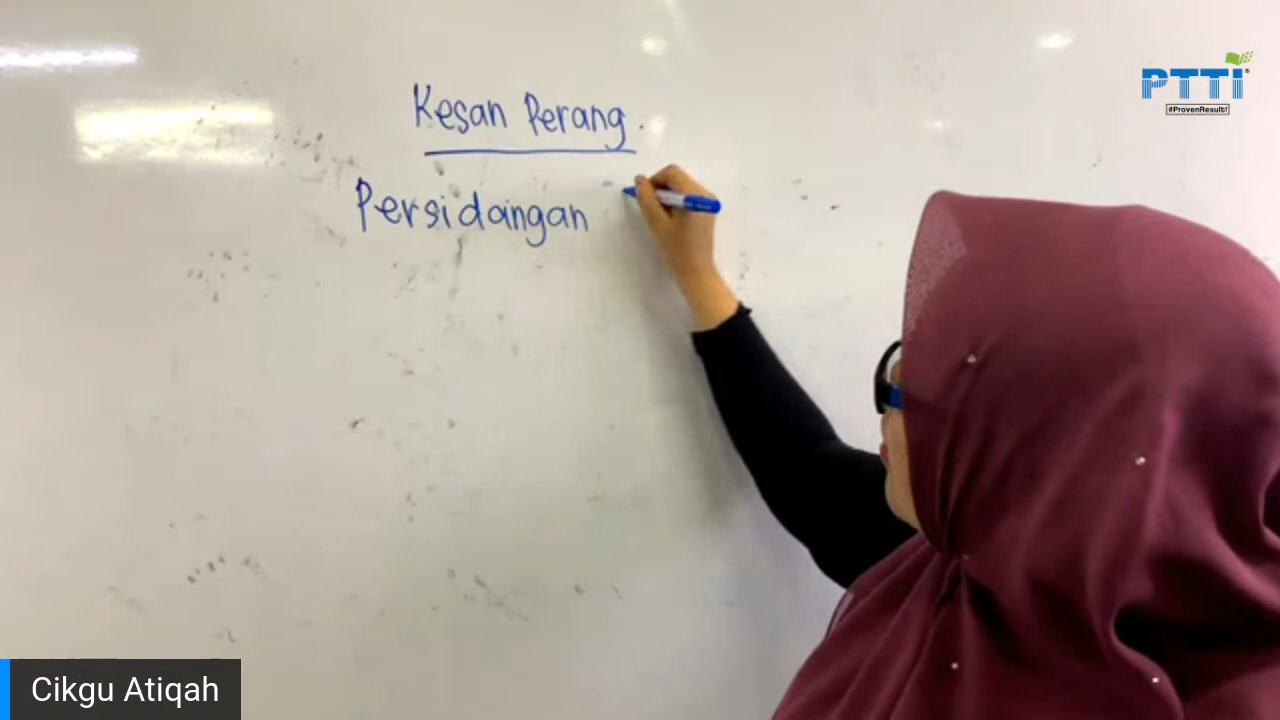 PTTI
#ProvenResult!
Kesan Perang
Persidangan
Cikgu Atiqah